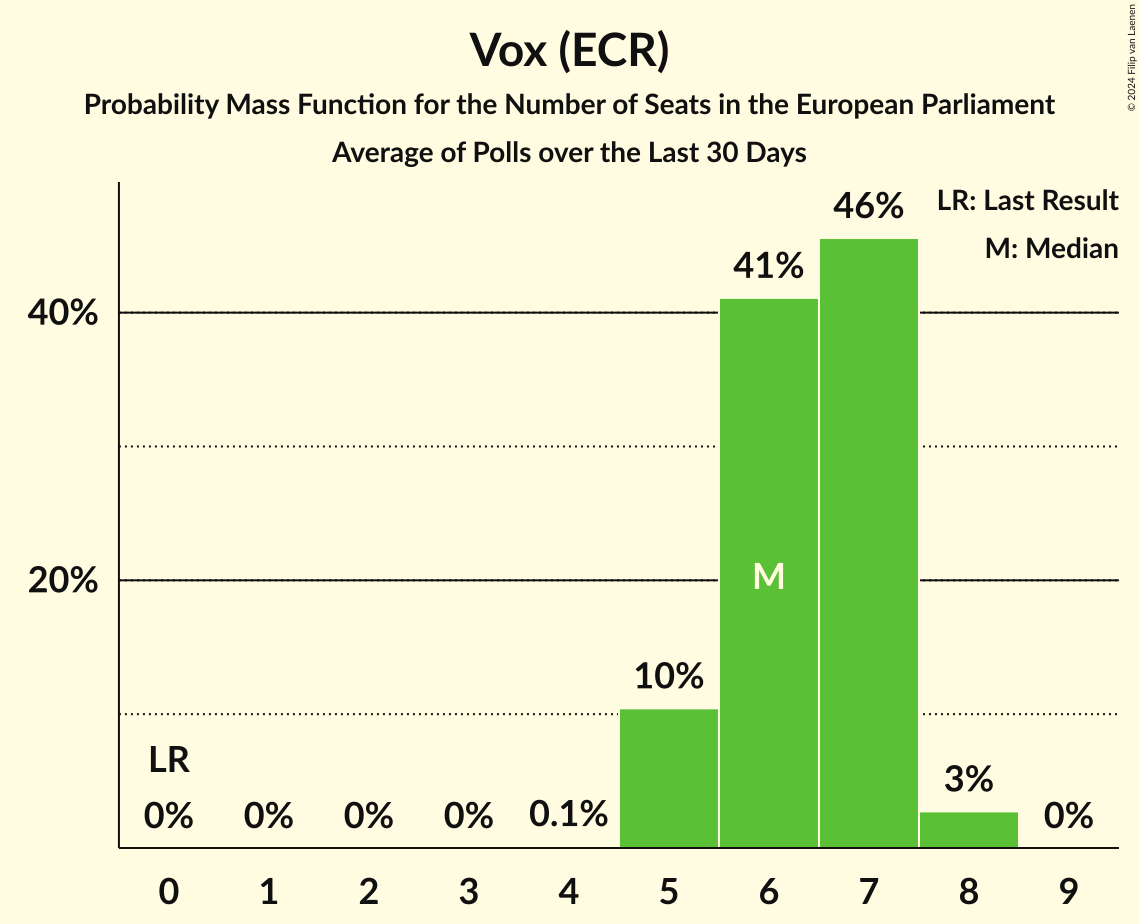 Vox (ECR)
Probability Mass Function for the Number of Seats in the European Parliament
Average of Polls over the Last 30 Days
© 2024 Filip van Laenen
LR: Last Result
M: Median
46%
41%
40%
20%
M
10%
LR
3%
0%
0%
0%
0%
0.1%
0%
0
1
2
3
4
5
6
7
8
9